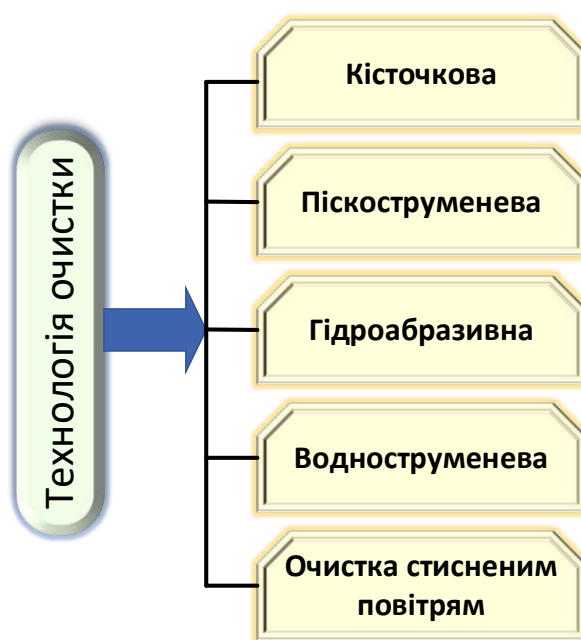 Технологія очистки
Кісточкова
Піскоструменева
Гідроабразивна
Водноструменева
Очистка стисненим
повітрям